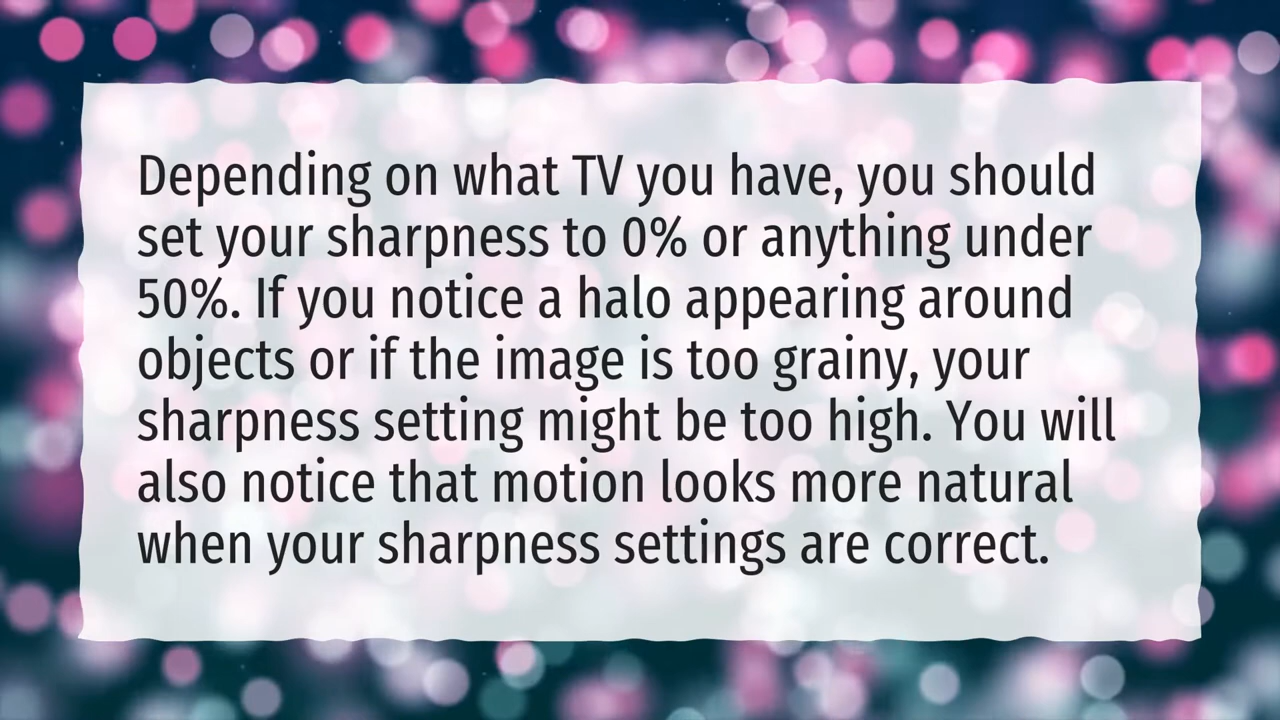 Depending on what TV you have, you should
set your sharpness to 0% or anything under
50%. If you notice a halo appearing around
objects or if the image is too grainy, your
sharpness setting might be too high. You will
also notice that motion looks more natural
when your sharpness settings are correct.